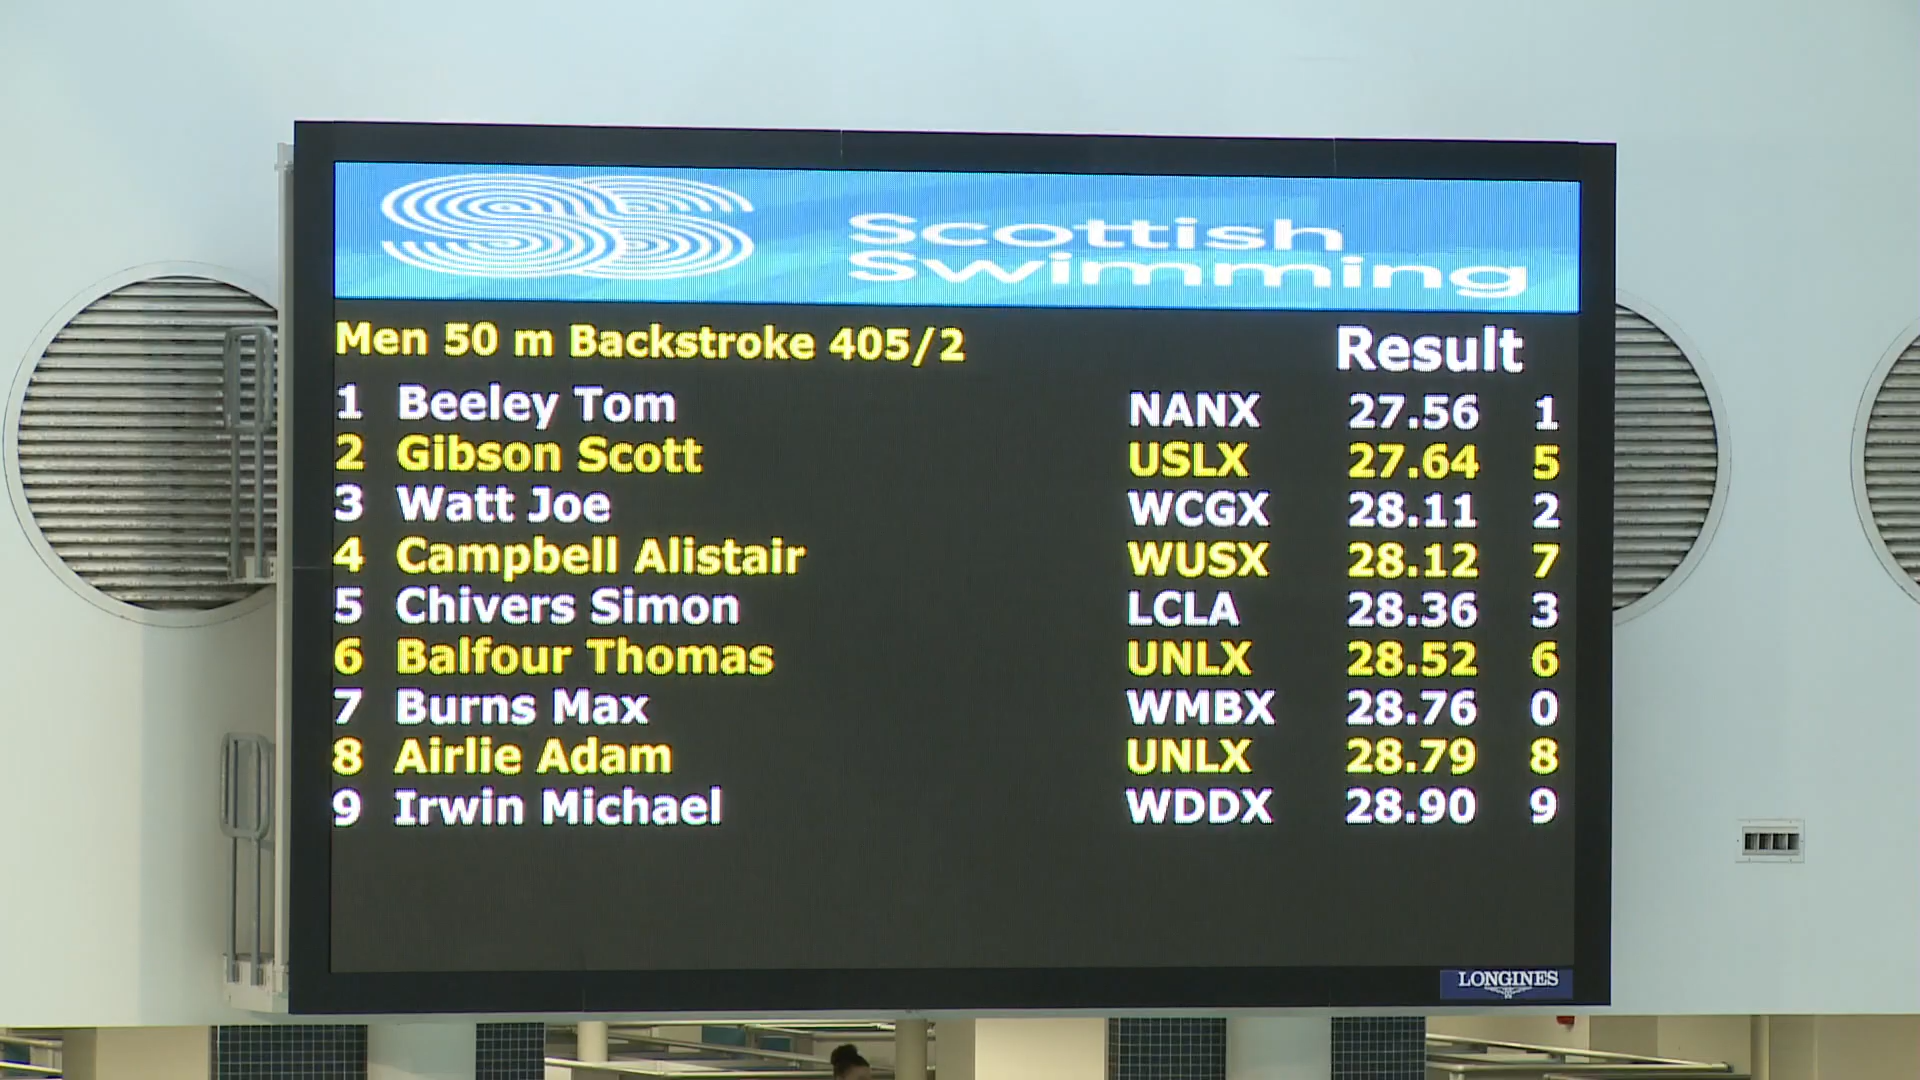 Scottish
Swimming
Men 50 m Backstroke 405/2 Result
1 Beeley Tom NANX 27.56 1
2 Gibson Scott USLX 27.64 5
3 Watt Joe WCGX 28.11 2
4 Campbell Alistair WUSX 28.12 7
5 Chivers Simon LCLA 28.36 3
6 Balfour Thomas UNLX 28.52 6
7 Burns Max WMBX 28.76 0
8 Airlie Adam UNLX 28.79 8
9 Irwin Michael WDDX 28.90 9
LONGINES